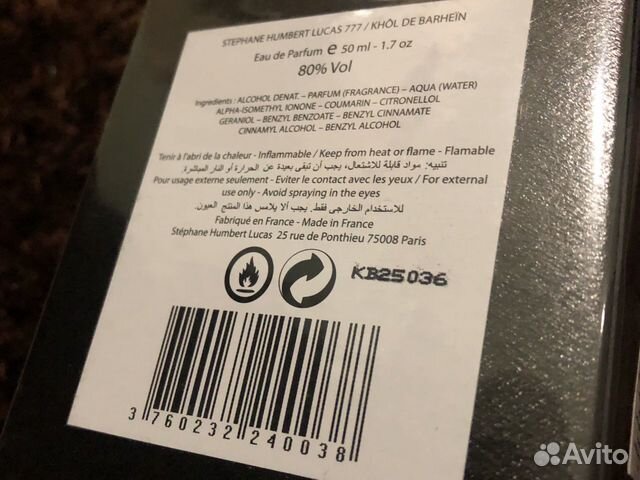 STEPHANE HUMBERT LUCAS 777 / KHÔL DE BARHEÏN
Eau de Parfum e 50 ml - 1.7 oz
80% Vol
Ingredients : ALCOHOL DENAT. – PARFUM (FRAGRANCE) – AQUA (WATER)
ALPHA-ISOMETHYL IONONE - COUMARIN – CITRONELLOL
GERANIOL – BENZYL BENZOATE – BENZYL CINNAMATE
CINNAMYL ALCOHOL - BENZYL ALCOHOL
Tenir à l'abri de la chaleur - Inflammable / Keep from heat or flame - Flamable
تنبيه: مواد قابلة للاشتعال، يجب أن تبقى بعيدة عن الحرارة أو النار المباشرة.
Pour usage externe seulement - Eviter le contact avec les yeux / For external
use only - Avoid spraying in the eyes
للاستخدام الخارجى فقط. يجب ألا يلامس هذا المنتج العيون.
Fabriqué en France - Made in France
Stéphane Humbert Lucas 25 rue de Ponthieu 75008 Paris
KB25036
3 760232 240038
Avito